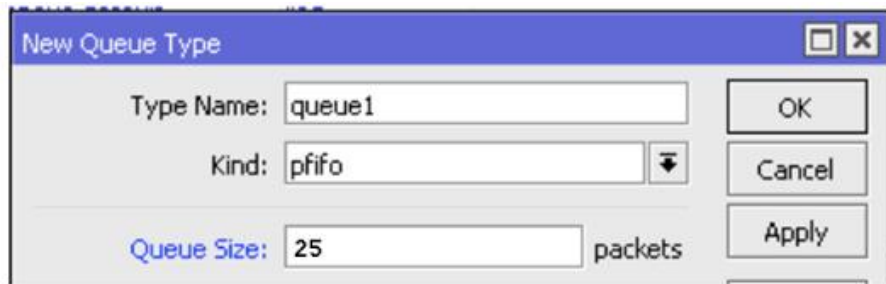 New Queue Type
Type Name: queue1
OK
Kind: pfifo
Cancel
Queue Size: 25 packets
Apply